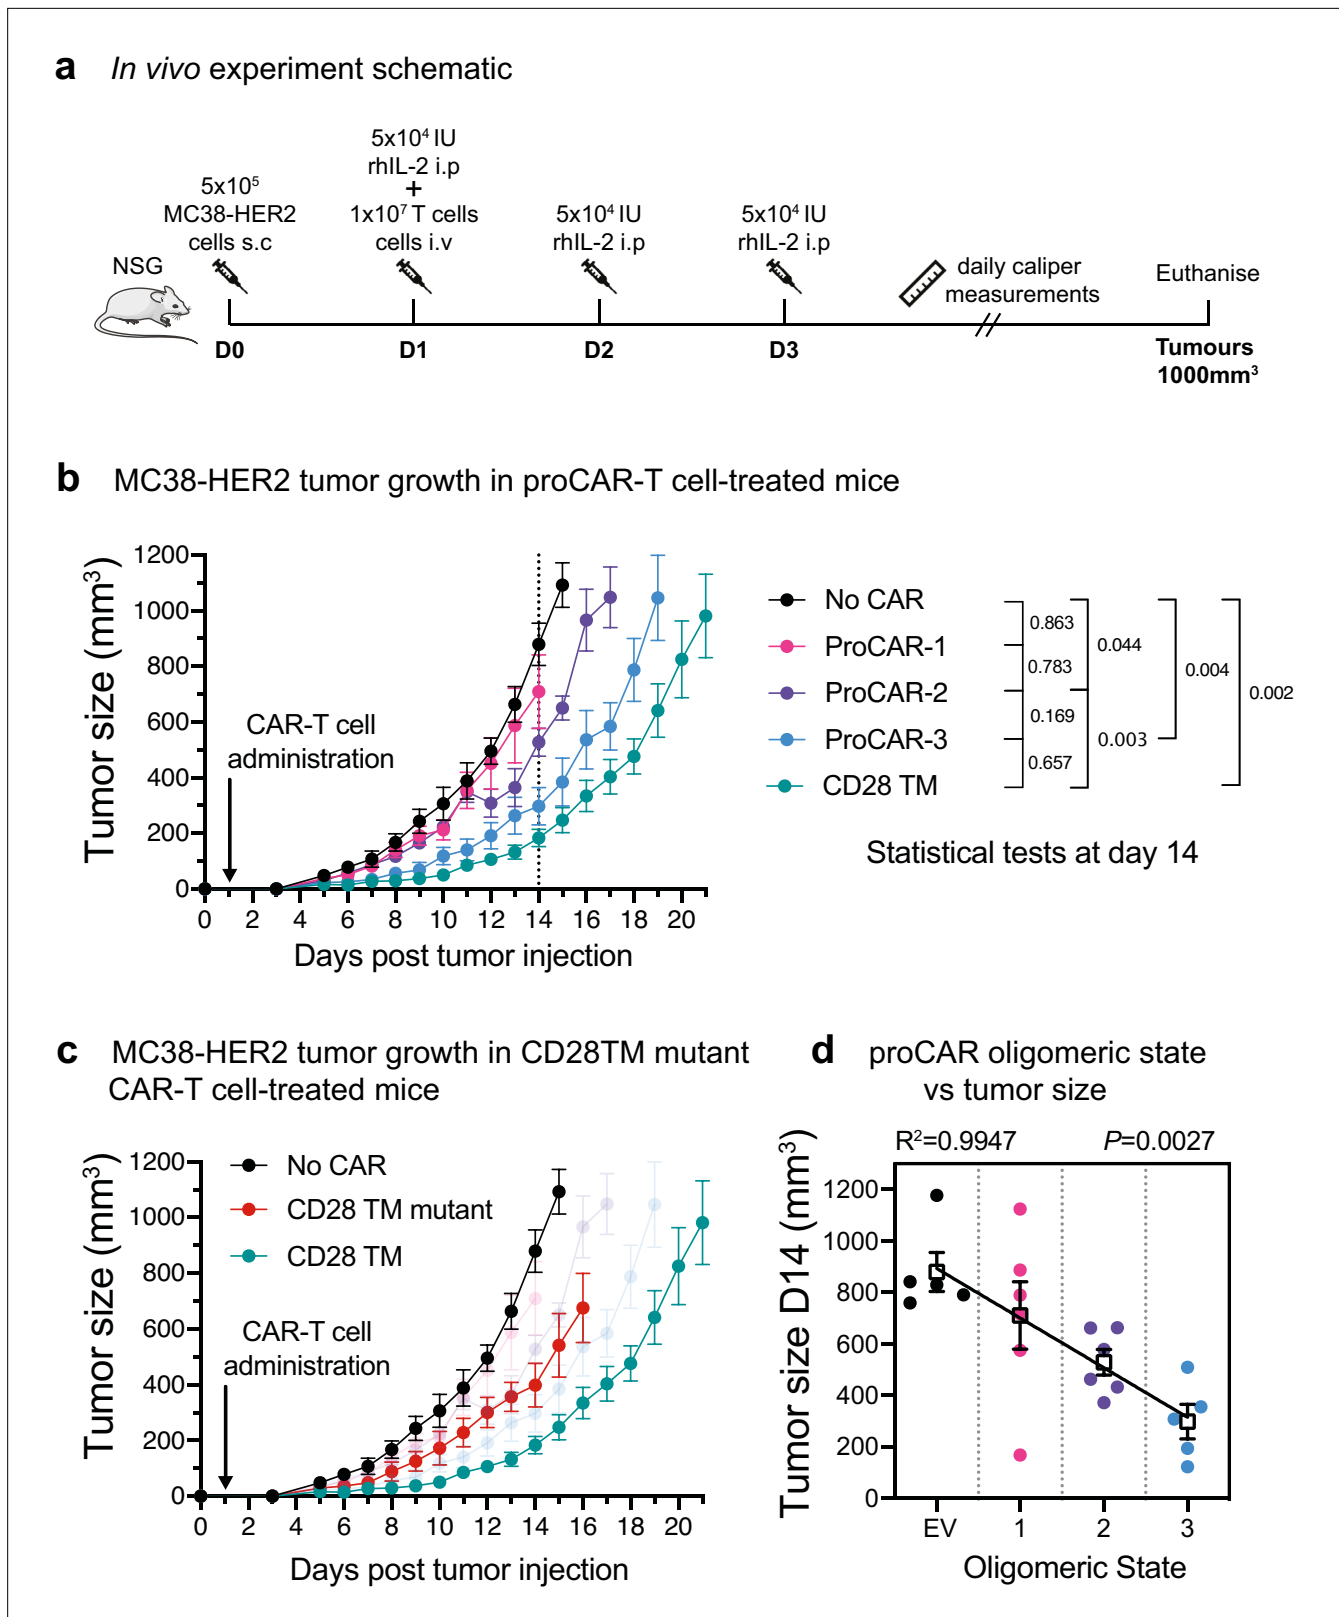 a In vivo experiment schematic
5x10⁵
MC38-HER2
cells s.c
5x10⁴ IU
rhIL-2 i.p
+
1x10⁷ T cells
cells i.v
5x10⁴ IU
rhIL-2 i.p
5x10⁴ IU
rhIL-2 i.p
NSG
daily caliper
measurements
Euthanise
D0 D1 D2 D3
Tumours
1000mm³
b MC38-HER2 tumor growth in proCAR-T cell-treated mice
Tumor size (mm³)
1200
1000
800
600
400
200
0
CAR-T cell
administration
0 2 4 6 8 10 12 14 16 18 20
Days post tumor injection
No CAR
ProCAR-1
ProCAR-2
ProCAR-3
CD28 TM
0.863
0.783
0.169
0.657
0.044
0.003
0.004
0.002
Statistical tests at day 14
c MC38-HER2 tumor growth in CD28TM mutant
CAR-T cell-treated mice
Tumor size (mm³)
1200
1000
800
600
400
200
0
No CAR
CD28 TM mutant
CD28 TM
CAR-T cell
administration
0 2 4 6 8 10 12 14 16 18 20
Days post tumor injection
d proCAR oligomeric state
vs tumor size
R²=0.9947 P=0.0027
Tumor size D14 (mm³)
1200
1000
800
600
400
200
0
EV 1 2 3
Oligomeric State